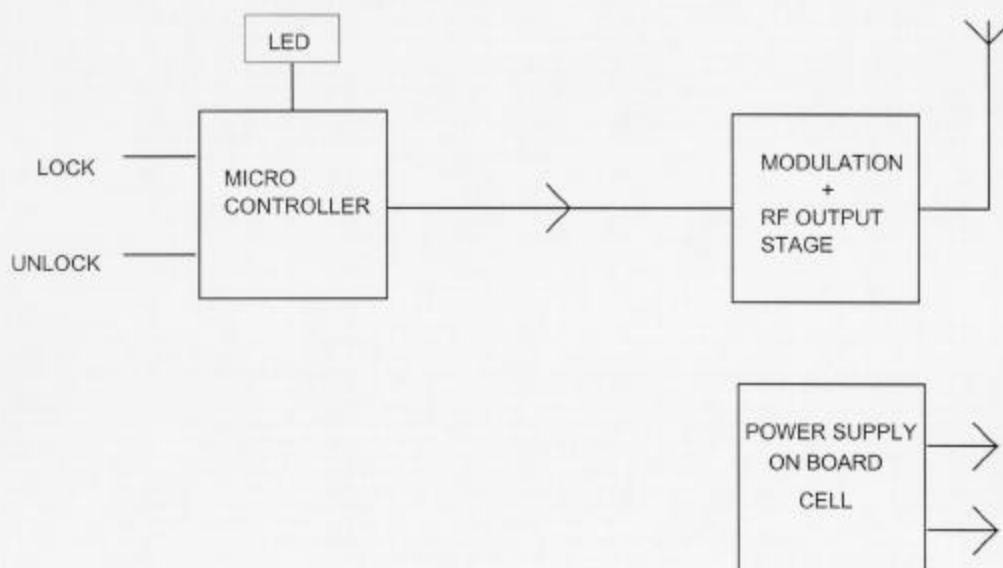 LED
LOCK
MICRO
CONTROLLER
UNLOCK
MODULATION
+
RF OUTPUT
STAGE
POWER SUPPLY
ON BOARD
CELL